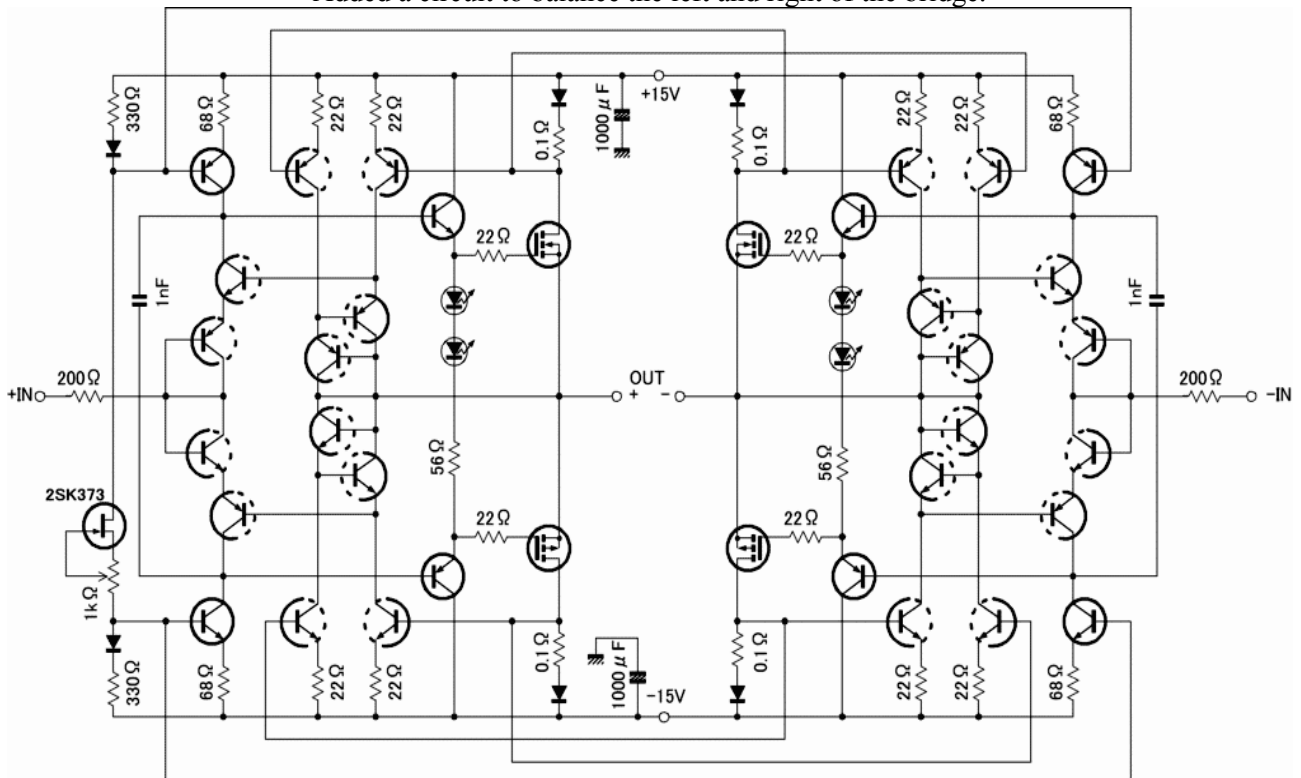 Added a circuit to balance the left and right of the bridge.
330Ω
68Ω
22Ω
22Ω
1000μF
+15V
0.1Ω
0.1Ω
22Ω
22Ω
68Ω
22Ω
22Ω
1nF
1nF
+IN
200Ω
OUT
+ -
200Ω
-IN
56Ω
56Ω
2SK373
22Ω
22Ω
1kΩ
330Ω
68Ω
22Ω
22Ω
0.1Ω
1000μF
-15V
0.1Ω
22Ω
22Ω
68Ω